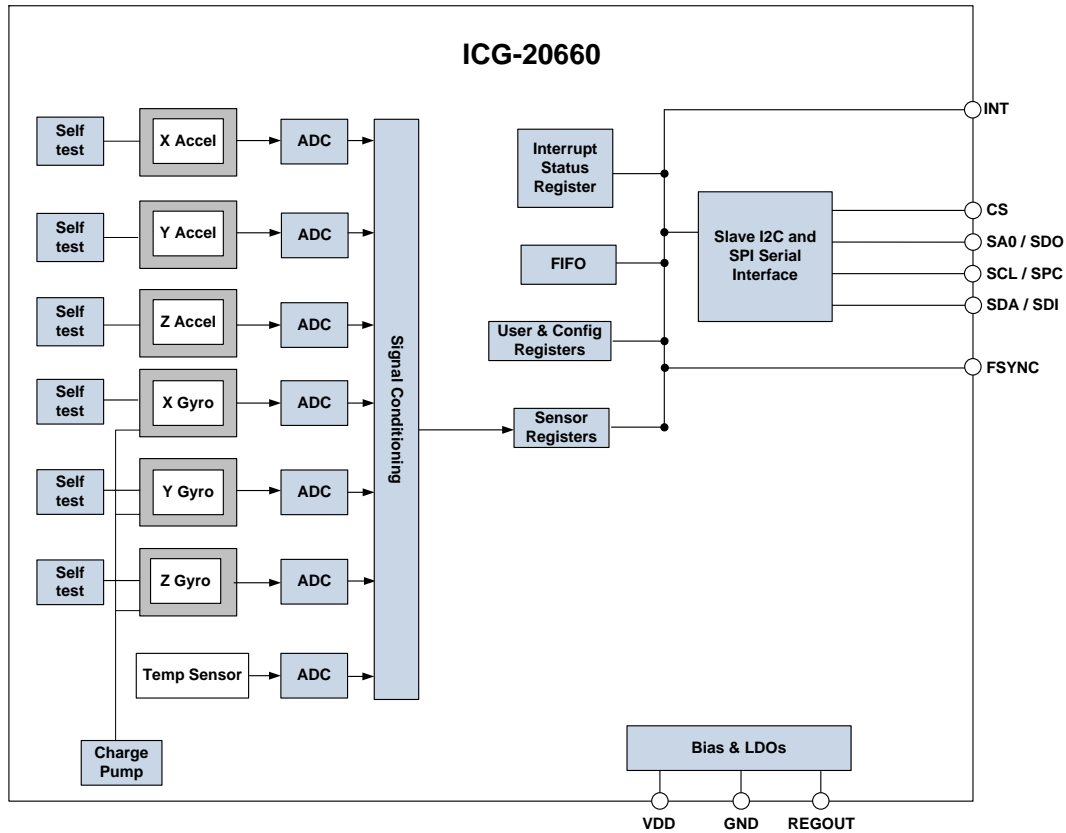 ICG-20660
Self
test
X Accel
ADC
Self
test
Y Accel
ADC
Self
test
Z Accel
ADC
Self
test
X Gyro
ADC
Self
test
Y Gyro
ADC
Self
test
Z Gyro
ADC
Temp Sensor
ADC
Charge
Pump
Signal Conditioning
Interrupt
Status
Register
FIFO
User & Config
Registers
Sensor
Registers
Slave I2C and
SPI Serial
Interface
INT
CS
SA0 / SDO
SCL / SPC
SDA / SDI
FSYNC
Bias & LDOs
VDD
GND
REGOUT